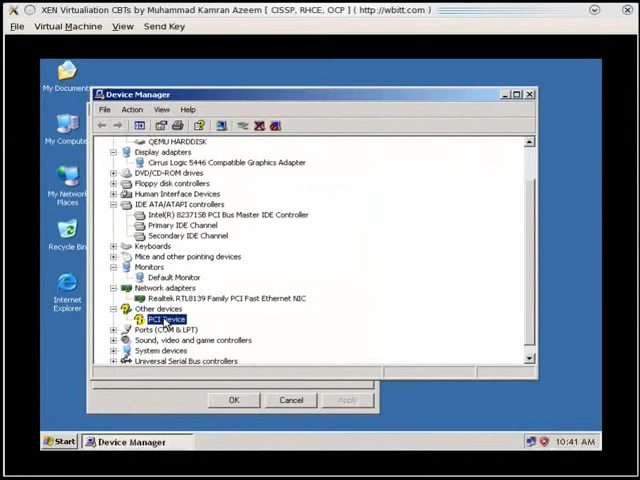 XEN Virtualiation CBTs by Muhammad Kamran Azeem [ CISSP, RHCE, OCP ] ( http://wbitt.com )
File Virtual Machine View Send Key
My Documen
My Compute
My Network
Places
Recycle Bin
Internet
Explorer
Device Manager
File Action View Help
QEMU HARDDISK
Display adapters
Cirrus Logic 5446 Compatible Graphics Adapter
DVD/CD-ROM drives
Floppy disk controllers
Human Interface Devices
IDE ATA/ATAPI controllers
Intel(R) 82371SB PCI Bus Master IDE Controller
Primary IDE Channel
Secondary IDE Channel
Keyboards
Mice and other pointing devices
Monitors
Default Monitor
Network adapters
Realtek RTL8139 Family PCI Fast Ethernet NIC
Other devices
PCI Device
Ports (COM & LPT)
Sound, video and game controllers
System devices
Universal Serial Bus controllers
OK Cancel Apply
Start Device Manager 10:41 AM